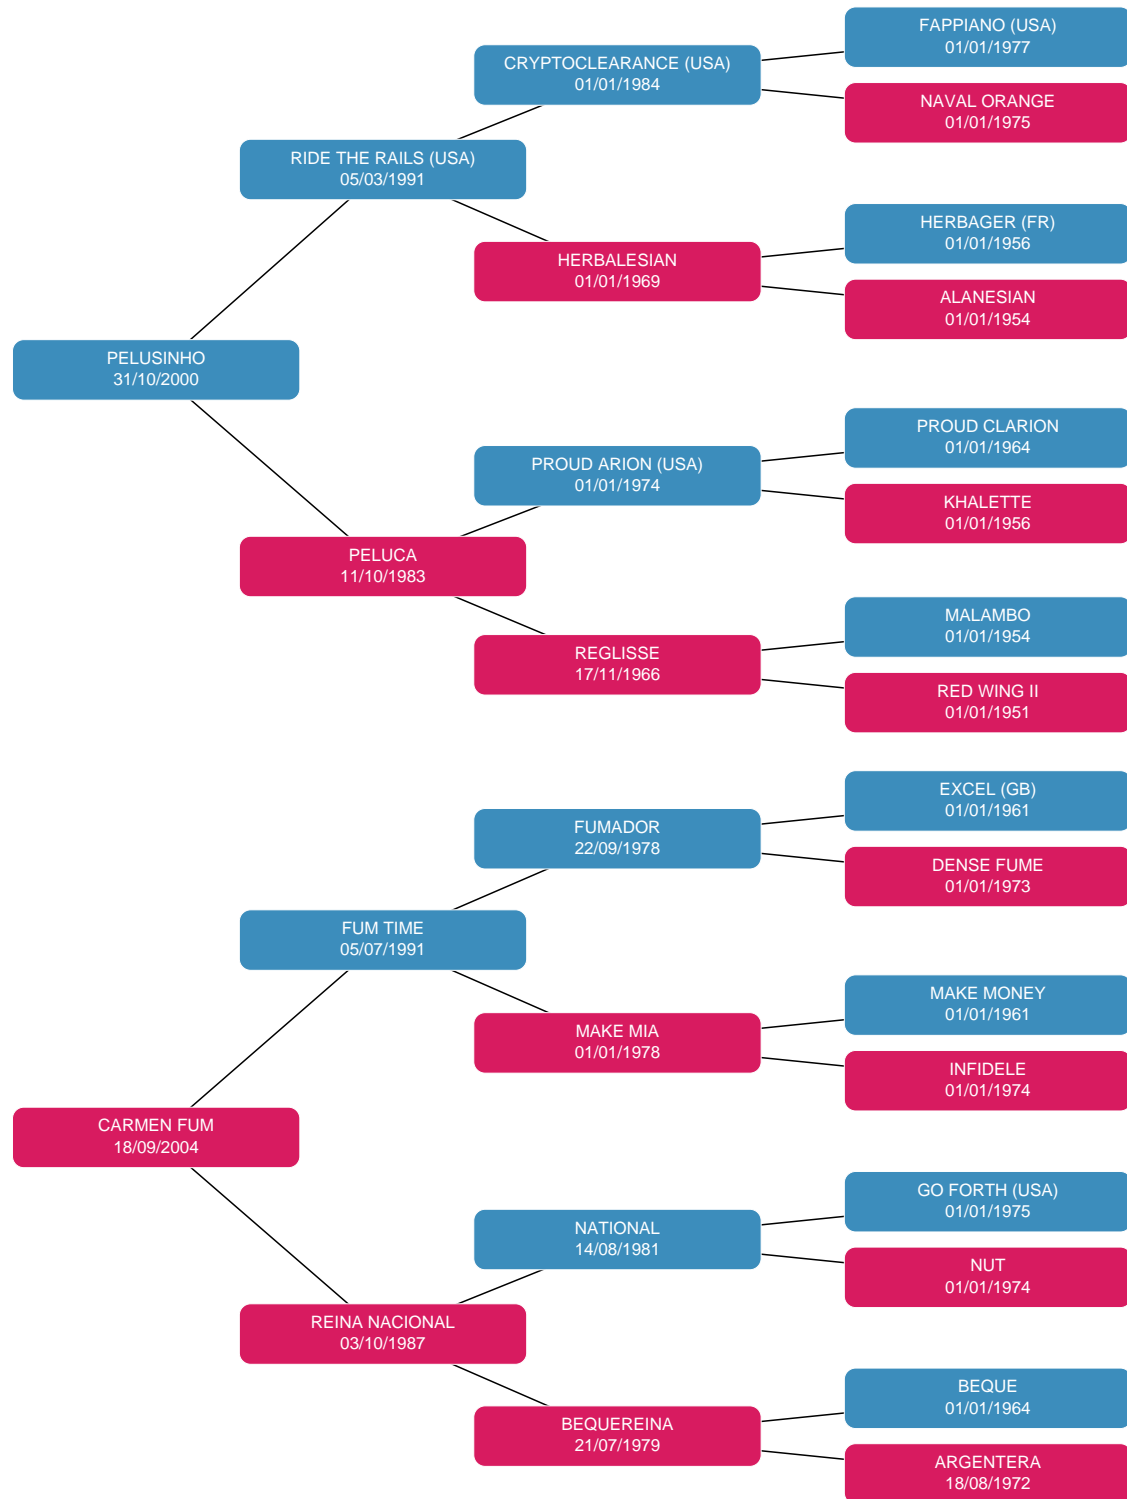 FAPPIANO (USA)
01/01/1977
CRYPTOCLEARANCE (USA)
01/01/1984
NAVAL ORANGE
01/01/1975
RIDE THE RAILS (USA)
05/03/1991
HERBAGER (FR)
01/01/1956
HERBALESIAN
01/01/1969
ALANESIAN
01/01/1954
PELUSINHO
31/10/2000
PROUD CLARION
01/01/1964
PROUD ARION (USA)
01/01/1974
KHALETTE
01/01/1956
PELUCA
11/10/1983
MALAMBO
01/01/1954
REGLISSE
17/11/1966
RED WING II
01/01/1951
EXCEL (GB)
01/01/1961
FUMADOR
22/09/1978
DENSE FUME
01/01/1973
FUM TIME
05/07/1991
MAKE MONEY
01/01/1961
MAKE MIA
01/01/1978
INFIDELE
01/01/1974
CARMEN FUM
18/09/2004
GO FORTH (USA)
01/01/1975
NATIONAL
14/08/1981
NUT
01/01/1974
REINA NACIONAL
03/10/1987
BEQUE
01/01/1964
BEQUEREINA
21/07/1979
ARGENTERA
18/08/1972